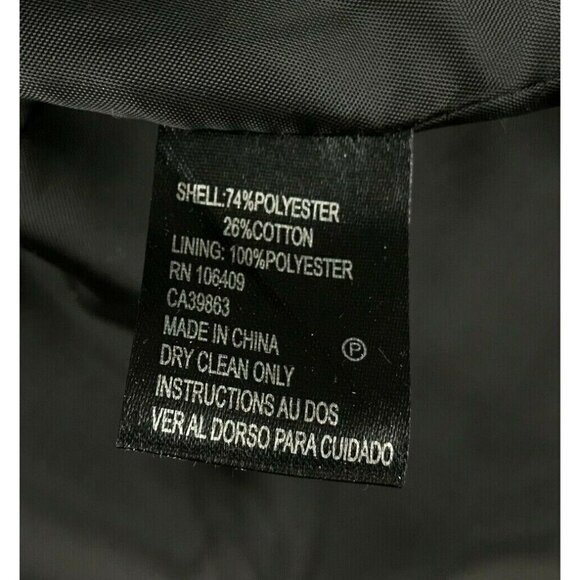 SHELL:74%POLYESTER
26%COTTON
LINING: 100%POLYESTER
RN 106409
CA39863
MADE IN CHINA
P
DRY CLEAN ONLY
INSTRUCTIONS AU DOS
VER AL DORSO PARA CUIDADO